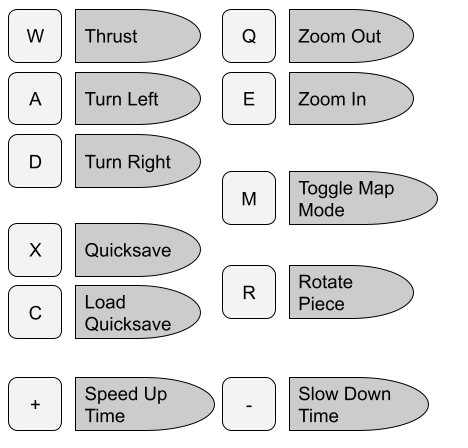 W
Thrust
Q
Zoom Out
A
Turn Left
E
Zoom In
D
Turn Right
M
Toggle Map
Mode
X
Quicksave
C
Load
Quicksave
R
Rotate
Piece
+
Speed Up
Time
-
Slow Down
Time